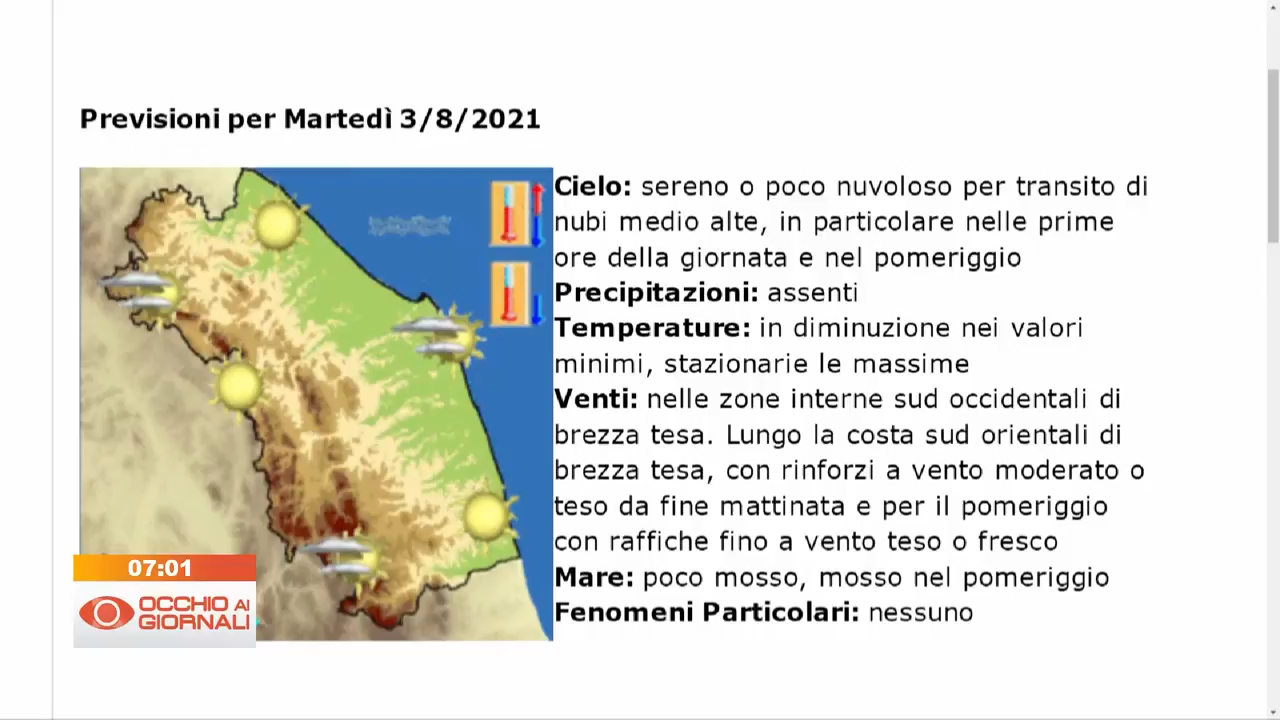 Previsioni per Martedì 3/8/2021
Cielo: sereno o poco nuvoloso per transito di
nubi medio alte, in particolare nelle prime
ore della giornata e nel pomeriggio
Precipitazioni: assenti
Temperature: in diminuzione nei valori
minimi, stazionarie le massime
Venti: nelle zone interne sud occidentali di
brezza tesa. Lungo la costa sud orientali di
brezza tesa, con rinforzi a vento moderato o
teso da fine mattinata e per il pomeriggio
con raffiche fino a vento teso o fresco
Mare: poco mosso, mosso nel pomeriggio
Fenomeni Particolari: nessuno
07:01
OCCHIO AI
GIORNALI